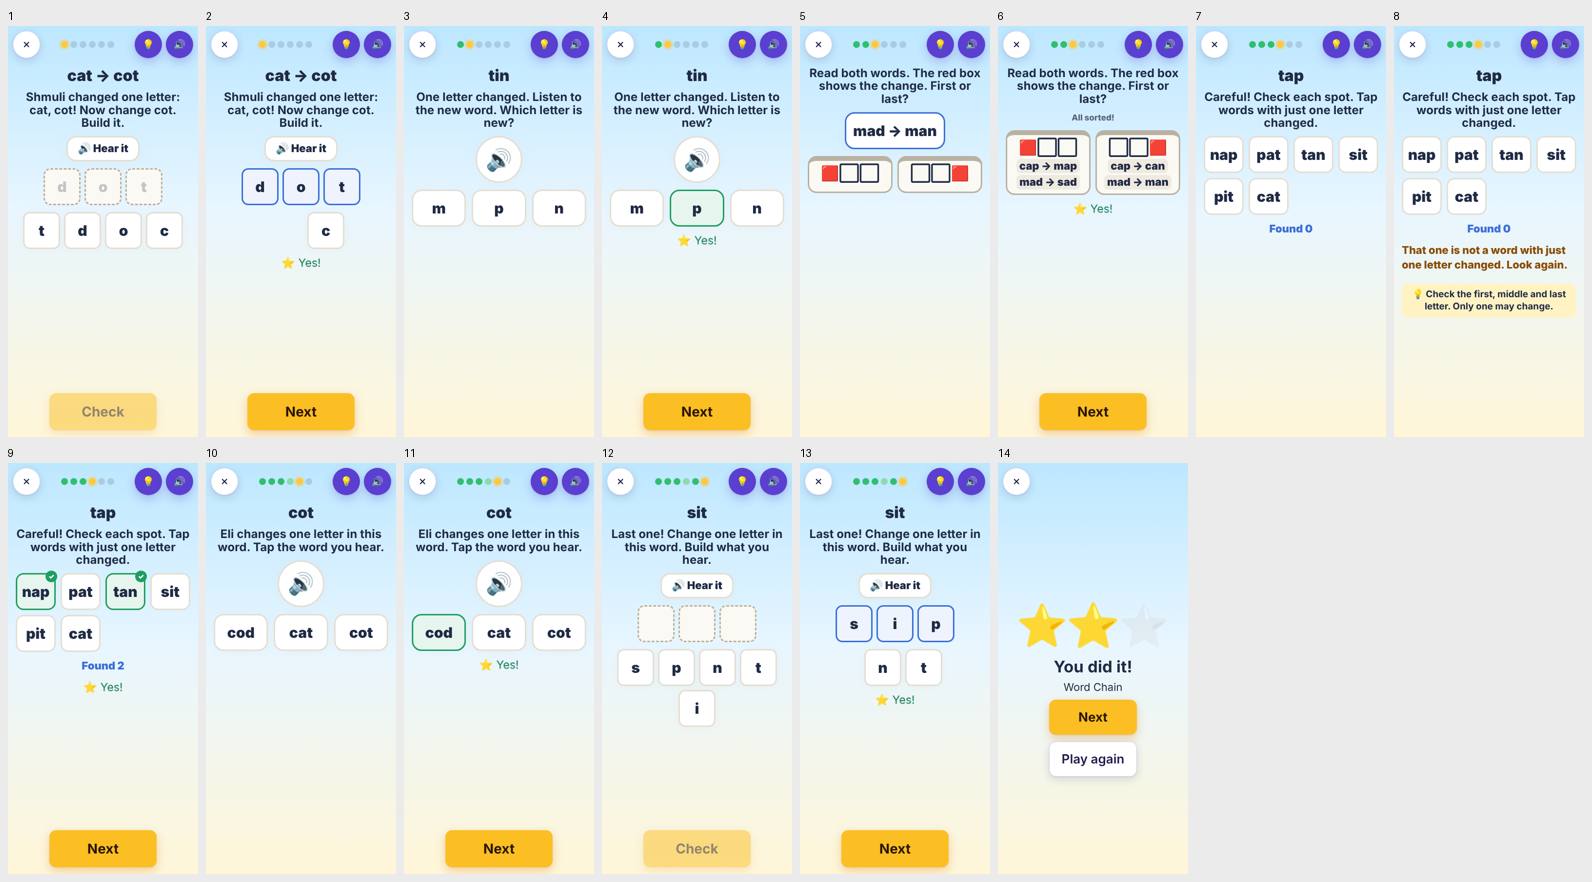 1
cat → cot
Shmuli changed one letter:
cat, cot! Now change cot.
Build it.
Hear it
d o t
t d o c
Check
2
cat → cot
Shmuli changed one letter:
cat, cot! Now change cot.
Build it.
Hear it
d o t
c
Yes!
Next
3
tin
One letter changed. Listen to
the new word. Which letter is
new?
m p n
4
tin
One letter changed. Listen to
the new word. Which letter is
new?
m p n
Yes!
Next
5
Read both words. The red box
shows the change. First or
last?
mad → man
6
Read both words. The red box
shows the change. First or
last?
All sorted!
cap → map cap → can
mad → sad mad → man
Yes!
Next
7
tap
Careful! Check each spot. Tap
words with just one letter
changed.
nap pat tan sit
pit cat
Found 0
8
tap
Careful! Check each spot. Tap
words with just one letter
changed.
nap pat tan sit
pit cat
Found 0
That one is not a word with just
one letter changed. Look again.
Check the first, middle and last
letter. Only one may change.
9
tap
Careful! Check each spot. Tap
words with just one letter
changed.
nap pat tan sit
pit cat
Found 2
Yes!
Next
10
cot
Eli changes one letter in this
word. Tap the word you hear.
cod cat cot
11
cot
Eli changes one letter in this
word. Tap the word you hear.
cod cat cot
Yes!
Next
12
sit
Last one! Change one letter in
this word. Build what you
hear.
Hear it
s p n t
i
Check
13
sit
Last one! Change one letter in
this word. Build what you
hear.
Hear it
s i p
n t
Yes!
Next
14
You did it!
Word Chain
Next
Play again